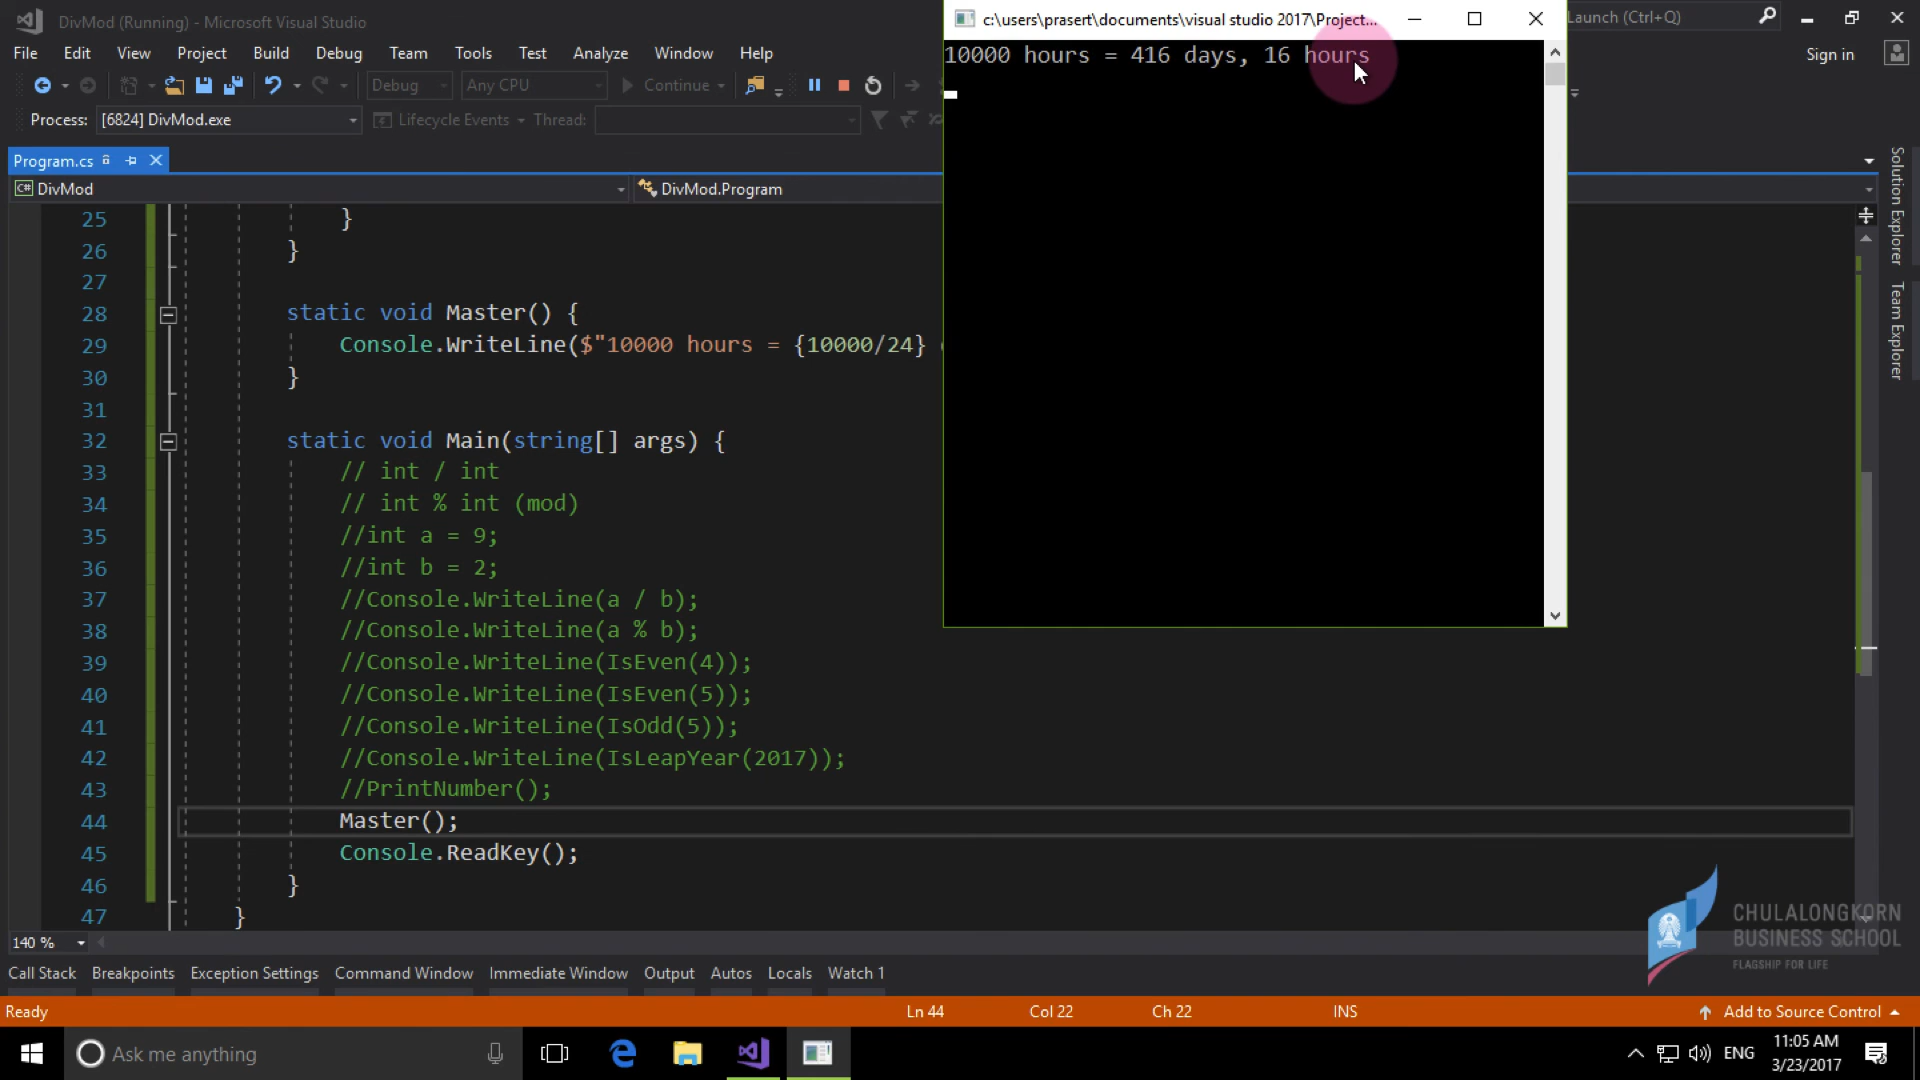 DivMod (Running) - Microsoft Visual Studio
Launch (Ctrl+Q)
File Edit View Project Build Debug Team Tools Test Analyze Window Help
Sign in
Debug Any CPU Continue
Process: [6824] DivMod.exe Lifecycle Events Thread:
Program.cs
DivMod DivMod.Program
25 }
26 }
27
28 static void Master() {
29 Console.WriteLine($"10000 hours = {10000/24}
30 }
31
32 static void Main(string[] args) {
33 // int / int
34 // int % int (mod)
35 //int a = 9;
36 //int b = 2;
37 //Console.WriteLine(a / b);
38 //Console.WriteLine(a % b);
39 //Console.WriteLine(IsEven(4));
40 //Console.WriteLine(IsEven(5));
41 //Console.WriteLine(IsOdd(5));
42 //Console.WriteLine(IsLeapYear(2017));
43 //PrintNumber();
44 Master();
45 Console.ReadKey();
46 }
47 }
c:\users\prasert\documents\visual studio 2017\Project...
10000 hours = 416 days, 16 hours
Solution Explorer
Team Explorer
CHULALONGKORN
BUSINESS SCHOOL
FLAGSHIP FOR LIFE
140 %
Call Stack Breakpoints Exception Settings Command Window Immediate Window Output Autos Locals Watch 1
Ready Ln 44 Col 22 Ch 22 INS Add to Source Control
Ask me anything
ENG
11:05 AM
3/23/2017